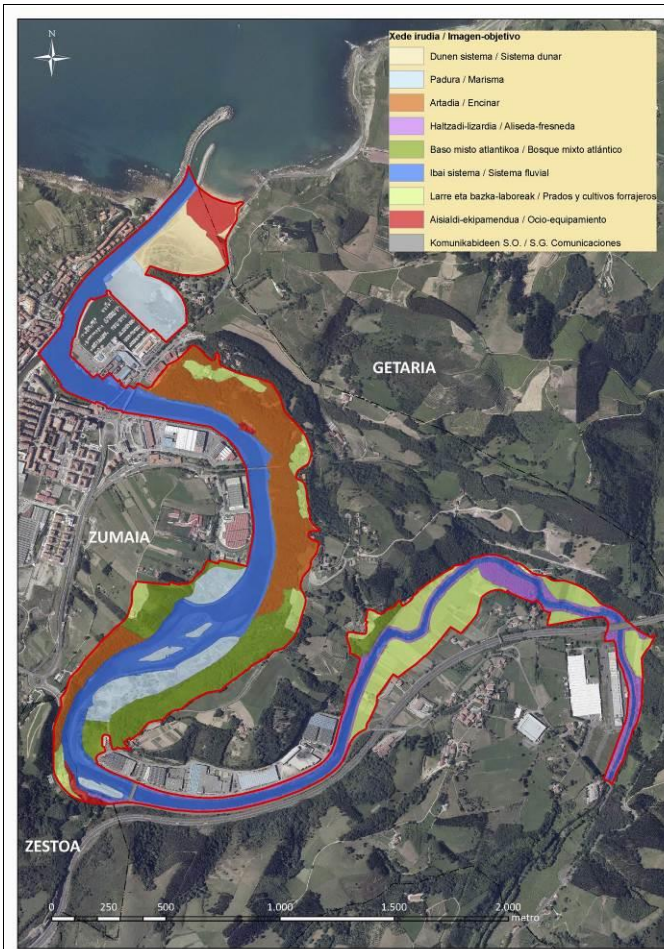 N
Xede irudia / Imagen-objetivo
Dunen sistema / Sistema dunar
Padura / Marisma
Artadia / Encinar
Haltzadi-lizardia / Aliseda-fresneda
Baso misto atlantikoa / Bosque mixto atlántico
Ibai sistema / Sistema fluvial
Larre eta bazka-laboreak / Prados y cultivos forrajeros
Aisialdi-ekipamendua / Ocio-equipamiento
Komunikabideen S.O. / S.G. Comunicaciones
GETARIA
ZUMAIA
ZESTOA
0 250 500 1.000 1.500 2.000
metro